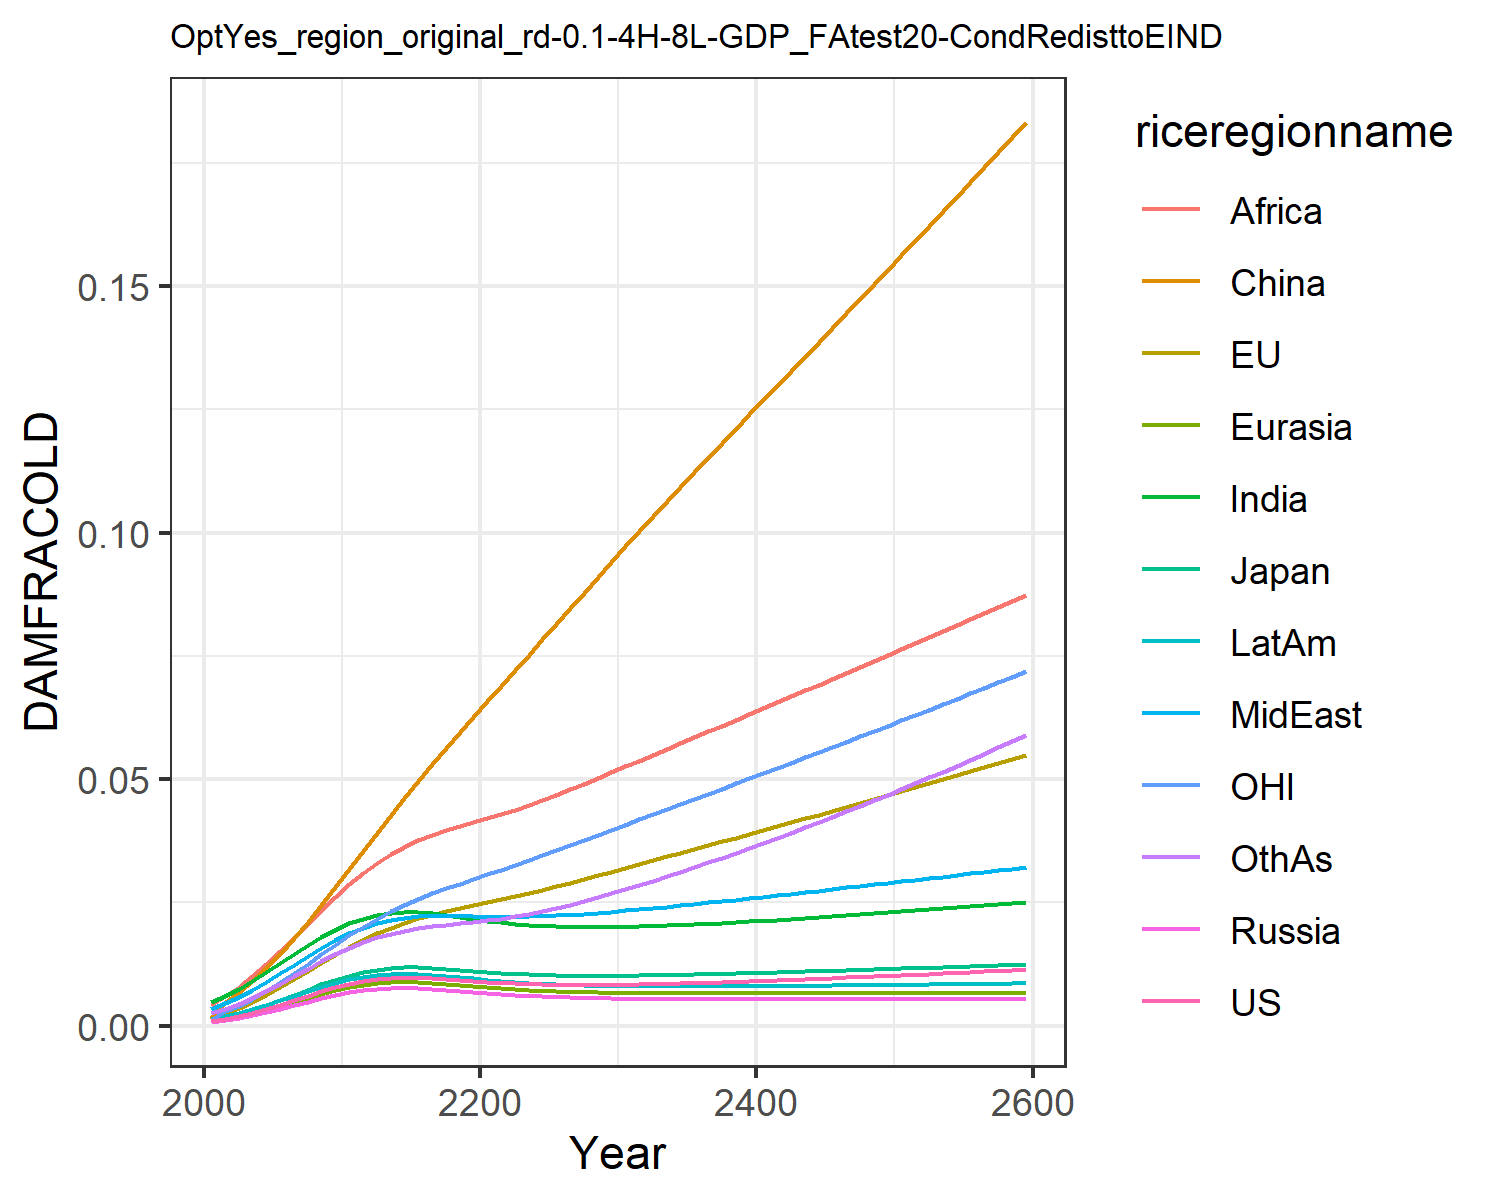 OptYes_region_original_rd-0.1-4H-8L-GDP_FAtest20-CondRedisttoEIND
DAMFRACOLD
0.15
0.10
0.05
0.00
2000 2200 2400 2600
Year
riceregionname
Africa
China
EU
Eurasia
India
Japan
LatAm
MidEast
OHI
OthAs
Russia
US